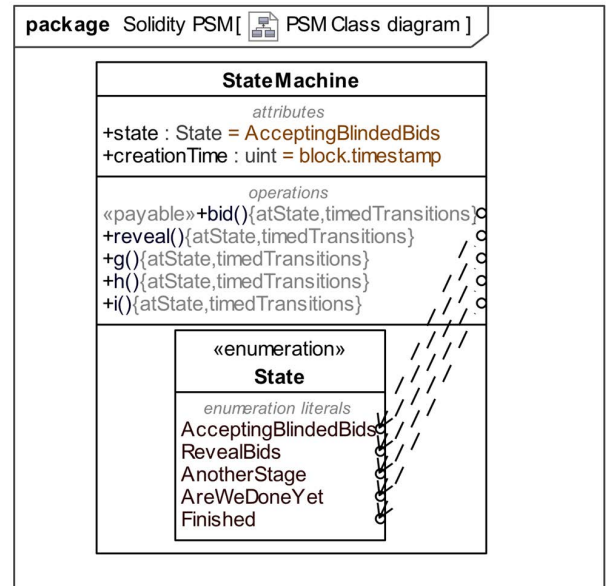 package Solidity PSM[ PSM Class diagram ]
StateMachine
attributes
+state : State = AcceptingBlindedBids
+creationTime : uint = block.timestamp
operations
«payable»+bid(){atState,timedTransitions}
+reveal(){atState,timedTransitions}
+g(){atState,timedTransitions}
+h(){atState,timedTransitions}
+i(){atState,timedTransitions}
«enumeration»
State
enumeration literals
AcceptingBlindedBids
RevealBids
AnotherStage
AreWeDoneYet
Finished